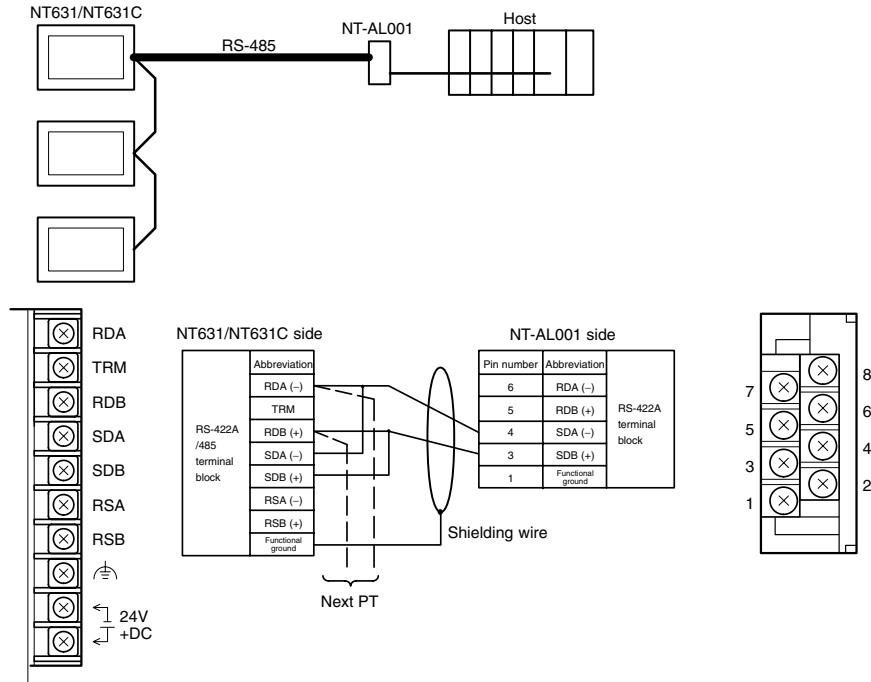 NT631/NT631C
RS-485
NT-AL001
Host
RDA
TRM
RDB
SDA
SDB
RSA
RSB
24V
+DC
NT631/NT631C side
Abbreviation
RS-422A
/485
terminal
block
RDA (−)
TRM
RDB (+)
SDA (−)
SDB (+)
RSA (−)
RSB (+)
Functional
ground
Next PT
Shielding wire
NT-AL001 side
Pin number Abbreviation
6 RDA (−)
5 RDB (+)
4 SDA (−)
3 SDB (+)
1 Functional
ground
RS-422A
terminal
block
7
5
3
1
8
6
4
2